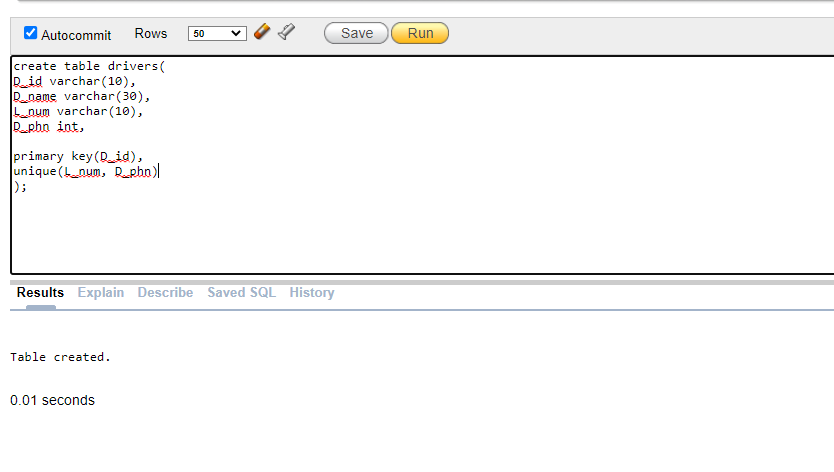 Autocommit Rows 50 Save Run
create table drivers(
D_id varchar(10),
D_name varchar(30),
L_num varchar(10),
D_phn int,
primary key(D_id),
unique(L_num, D_phn)
);
Results Explain Describe Saved SQL History
Table created.
0.01 seconds